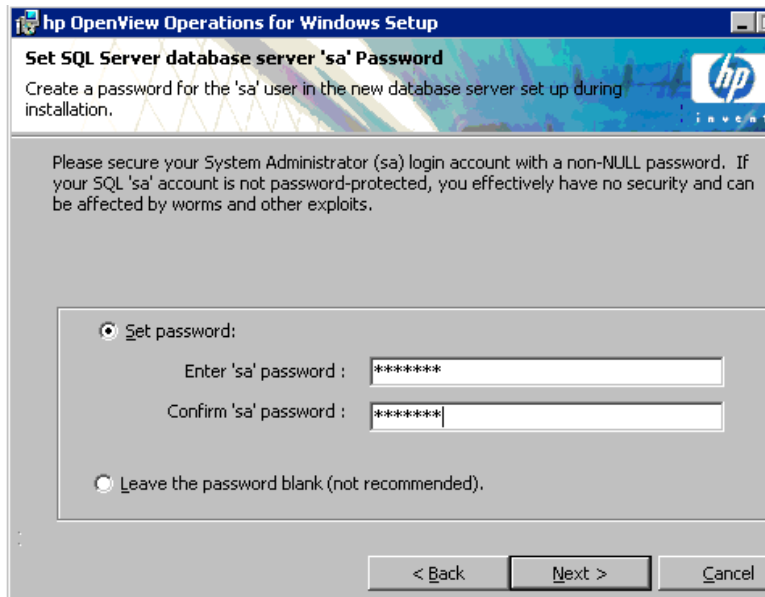 hp OpenView Operations for Windows Setup
Set SQL Server database server 'sa' Password
Create a password for the 'sa' user in the new database server set up during
installation.
hp
invent
Please secure your System Administrator (sa) login account with a non-NULL password. If
your SQL 'sa' account is not password-protected, you effectively have no security and can
be affected by worms and other exploits.
Set password:
Enter 'sa' password : *******
Confirm 'sa' password : *******
Leave the password blank (not recommended).
< Back Next > Cancel